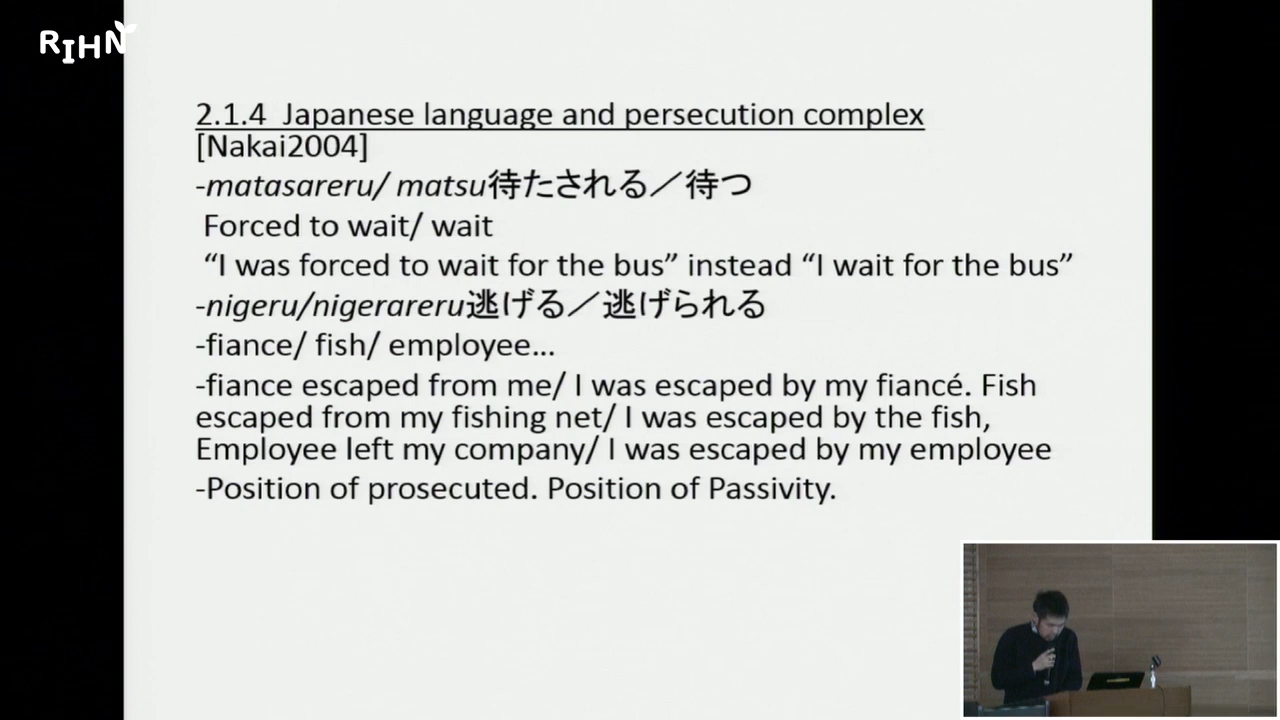 RIHN
2.1.4 Japanese language and persecution complex
[Nakai2004]
-matasareru/ matsu待たされる／待つ
Forced to wait/ wait
“I was forced to wait for the bus” instead “I wait for the bus”
-nigeru/nigerareru逃げる／逃げられる
-fiance/ fish/ employee...
-fiance escaped from me/ I was escaped by my fiancé. Fish
escaped from my fishing net/ I was escaped by the fish,
Employee left my company/ I was escaped by my employee
-Position of prosecuted. Position of Passivity.